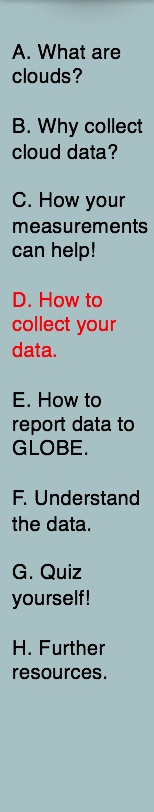 A. What are
clouds?
B. Why collect
cloud data?
C. How your
measurements
can help!
D. How to
collect your
data.
E. How to
report data to
GLOBE.
F. Understand
the data.
G. Quiz
yourself!
H. Further
resources.